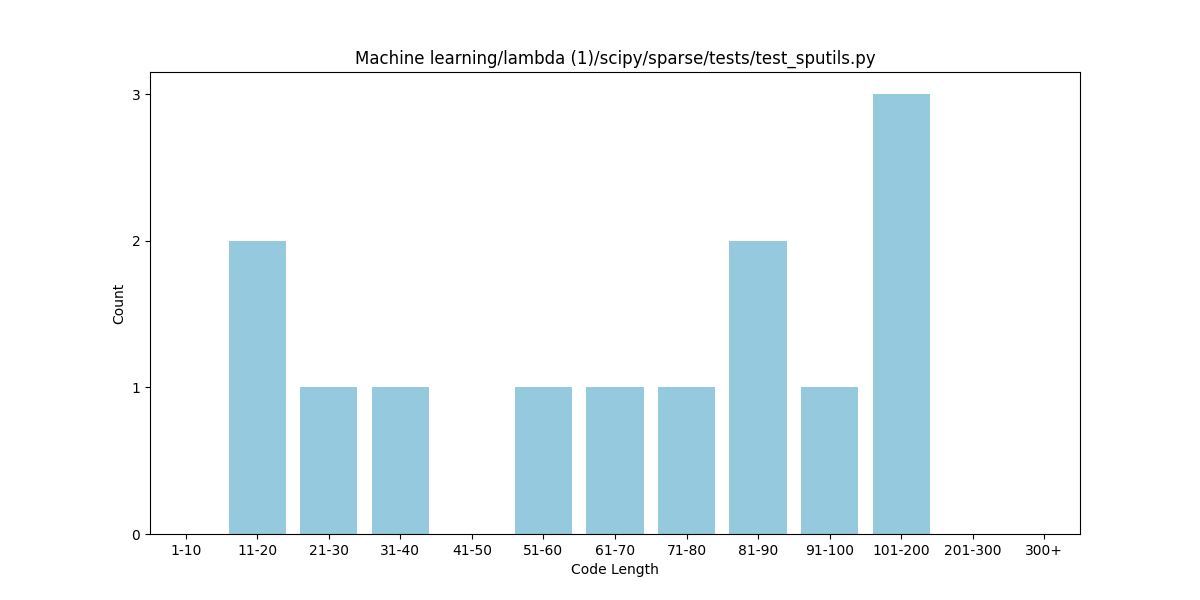 Machine learning/lambda (1)/scipy/sparse/tests/test_sputils.py
3
2
1
0
Count
1-10 11-20 21-30 31-40 41-50 51-60 61-70 71-80 81-90 91-100 101-200 201-300 300+
Code Length